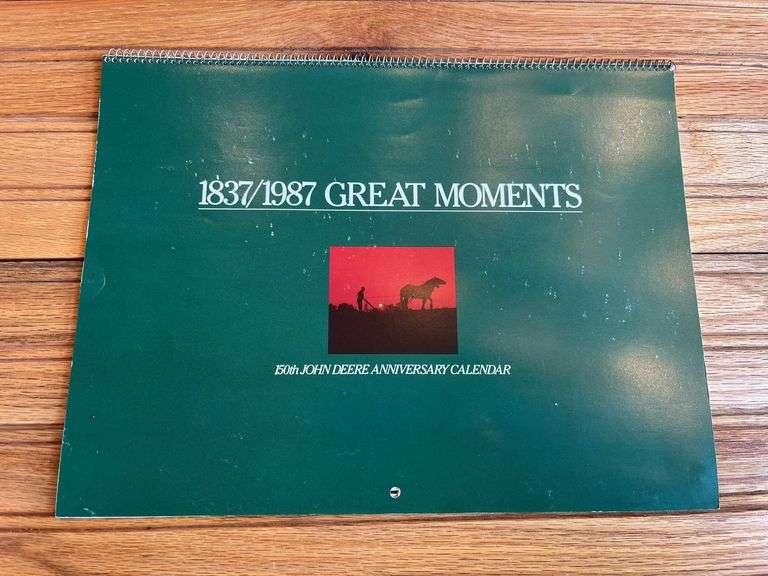 1837/1987 GREAT MOMENTS
150th JOHN DEERE ANNIVERSARY CALENDAR